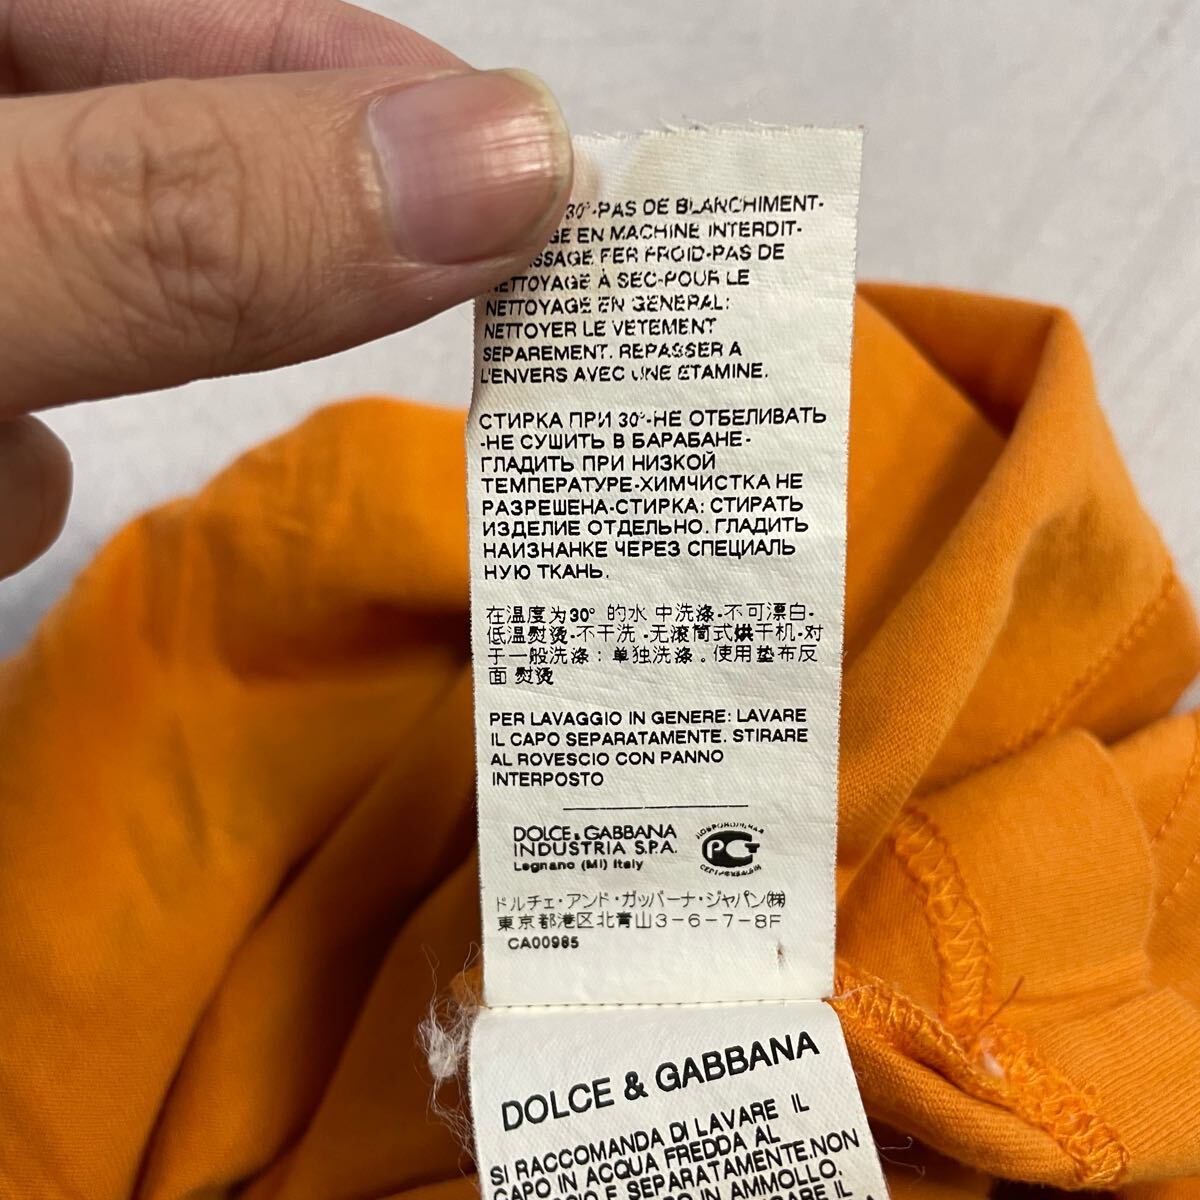 30°-PAS DE BLANCHIMENT-
EN MACHINE INTERDIT-
FER FROID-PAS DE
NETTOYAGE À SEC-POUR LE
NETTOYAGE EN GENERAL:
NETTOYER LE VETEMENT
SEPAREMENT. REPASSER A
L'ENVERS AVEC UNE ETAMINE.
СТИРКА ПРИ 30°-НЕ ОТБЕЛИВАТЬ
-НЕ СУШИТЬ В БАРАБАНЕ-
ГЛАДИТЬ ПРИ НИЗКОЙ
ТЕМПЕРАТУРЕ-ХИМЧИСТКА НЕ
РАЗРЕШЕНА-СТИРКА: СТИРАТЬ
ИЗДЕЛИЕ ОТДЕЛЬНО. ГЛАДИТЬ
НАИЗНАНКЕ ЧЕРЕЗ СПЕЦИАЛЬ
НУЮ ТКАНЬ.
在温度为30° 的水 中洗涤-不可漂白-
低温熨烫-不干洗 -无滚筒式烘干机-对
于一般洗涤: 单独洗涤。使用垫布反
面 熨烫
PER LAVAGGIO IN GENERE: LAVARE
IL CAPO SEPARATAMENTE. STIRARE
AL ROVESCIO CON PANNO
INTERPOSTO
DOLCE & GABBANA
INDUSTRIA S.P.A.
Legnano (MI) Italy
ドルチェ・アンド・ガッバーナ・ジャパン㈱
東京都港区北青山3-6-7-8F
CA00985
DOLCE & GABBANA
SI RACCOMANDA DI LAVARE IL
CAPO IN ACQUA FREDDA AL
E SEPARATAMENTE.NON
IN AMMOLLO.
IL